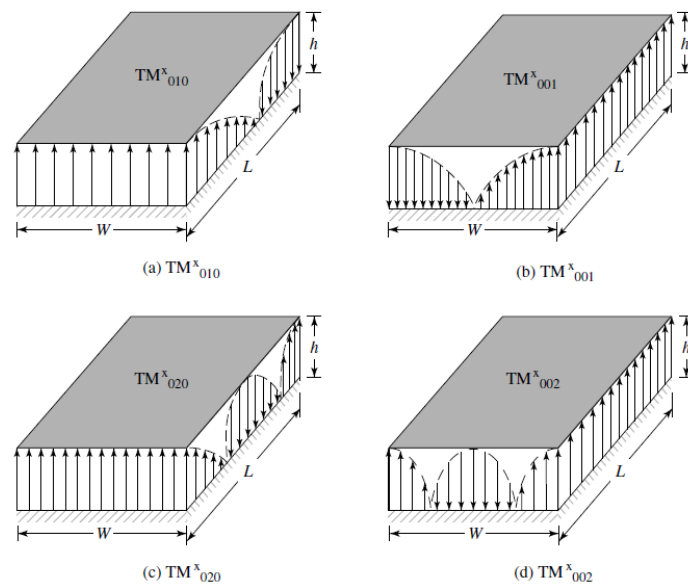 TMˣ₀₁₀
h
L
W
(a) TMˣ₀₁₀
TMˣ₀₀₁
h
L
W
(b) TMˣ₀₀₁
TMˣ₀₂₀
h
L
W
(c) TMˣ₀₂₀
TMˣ₀₀₂
h
L
W
(d) TMˣ₀₀₂